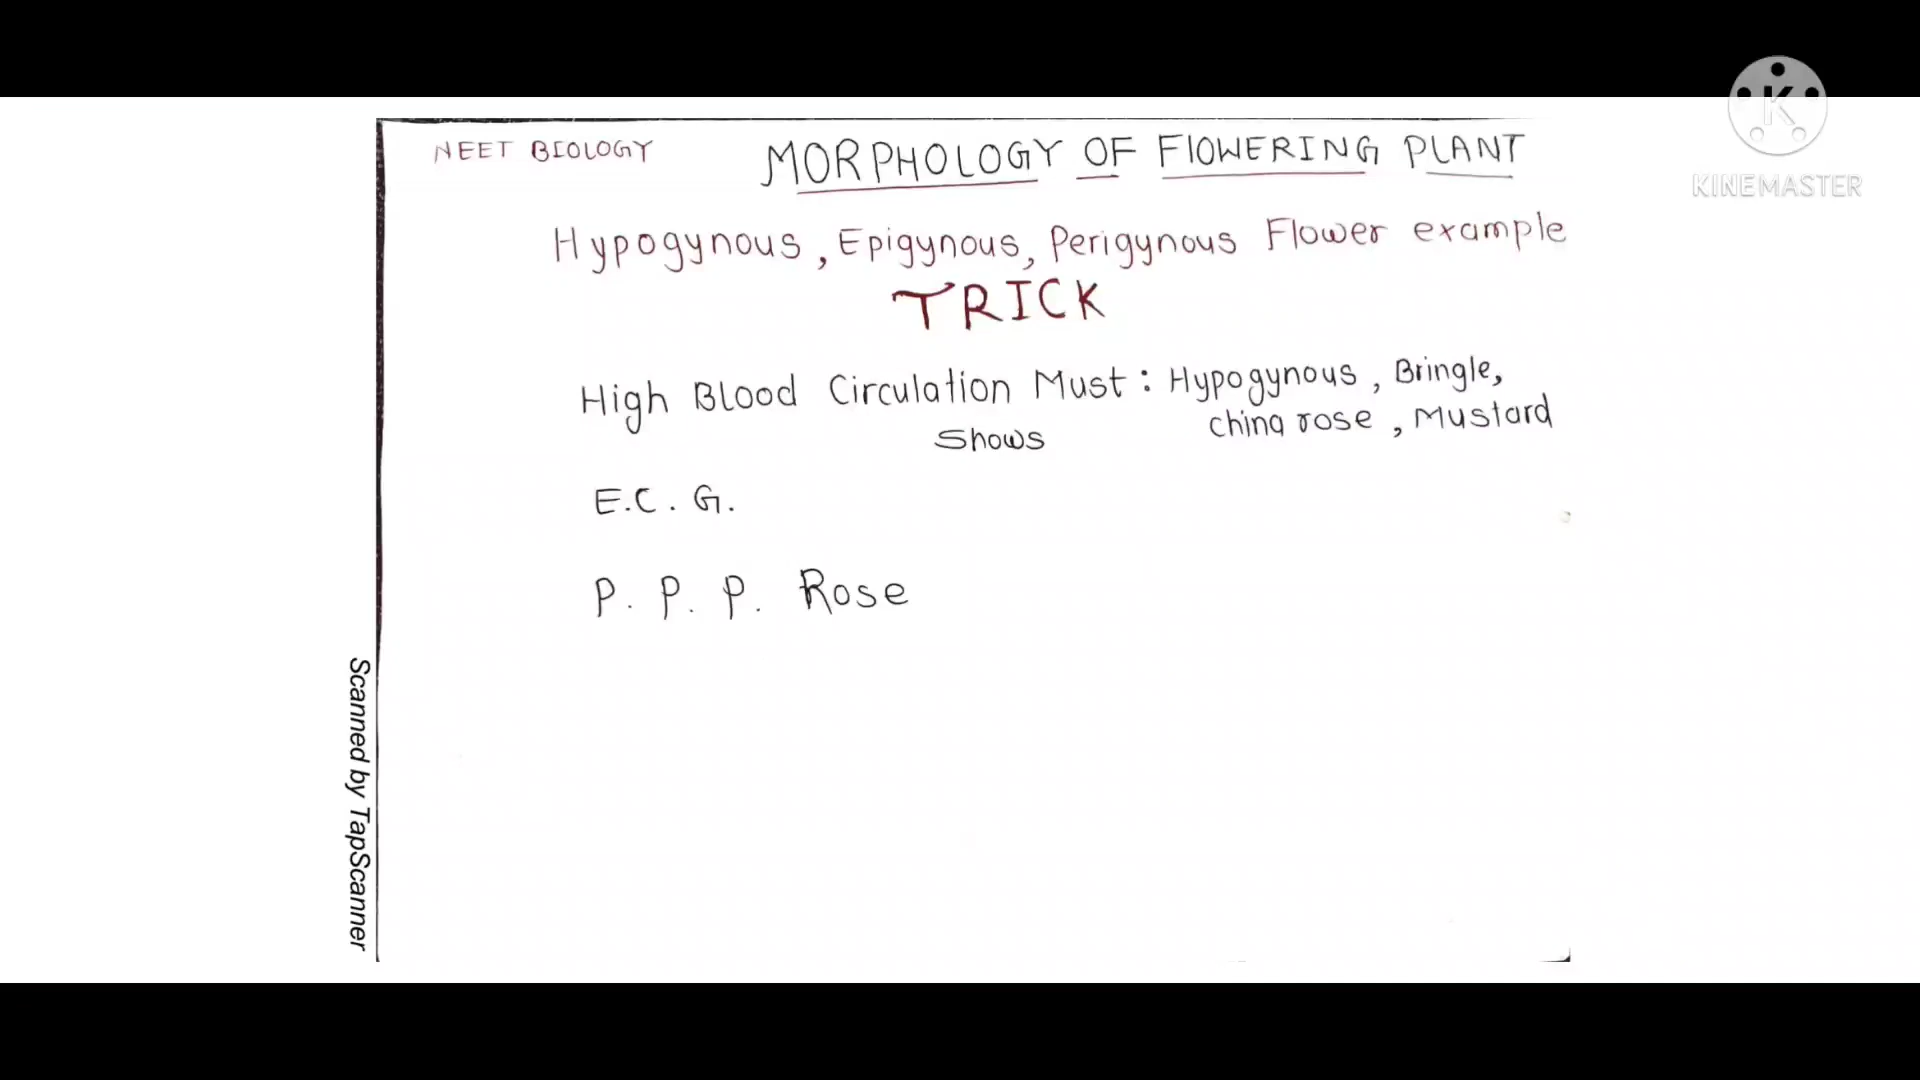 NEET BIOLOGY
MORPHOLOGY OF FlOWERING PLANT
Hypogynous, Epigynous, Perigynous Flower example
TRICK
High Blood Circulation Must : Hypogynous, Bringle,
china rose, Mustard
Shows
E.C.G.
P. P. P. Rose
Scanned by TapScanner
K
KINEMASTER